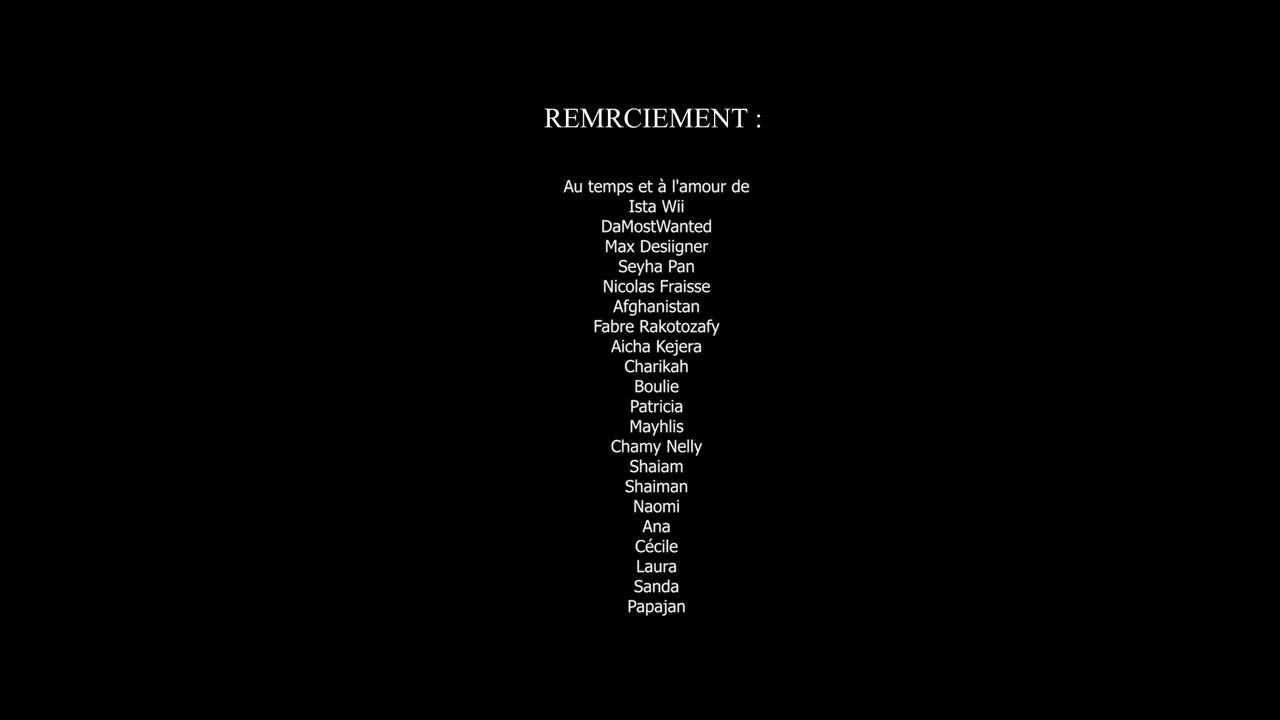 REMRCIEMENT :
Au temps et à l'amour de
Ista Wii
DaMostWanted
Max Desiigner
Seyha Pan
Nicolas Fraisse
Afghanistan
Fabre Rakotozafy
Aicha Kejera
Charikah
Boulie
Patricia
Mayhlis
Chamy Nelly
Shaiam
Shaiman
Naomi
Ana
Cécile
Laura
Sanda
Papajan